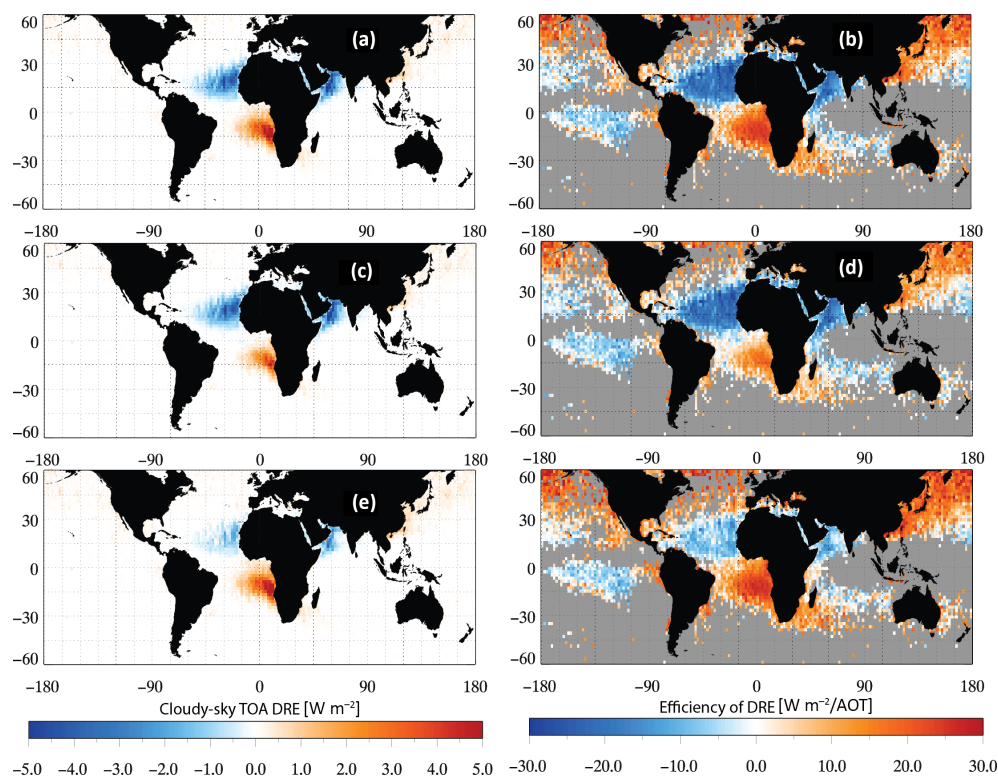 60
30
0
−30
−60
(a)
60
30
0
−30
−60
(b)
−180 −90 0 90 180
−180 −90 0 90 180
60
30
0
−30
−60
(c)
60
30
0
−30
−60
(d)
−180 −90 0 90 180
−180 −90 0 90 180
60
30
0
−30
−60
(e)
60
30
0
−30
−60
−180 −90 0 90 180
−180 −90 0 90 180
Cloudy-sky TOA DRE [W m⁻²]
−5.0 −4.0 −3.0 −2.0 −1.0 0.0 1.0 2.0 3.0 4.0 5.0
Efficiency of DRE [W m⁻²/AOT]
−30.0 −20.0 −10.0 0.0 10.0 20.0 30.0